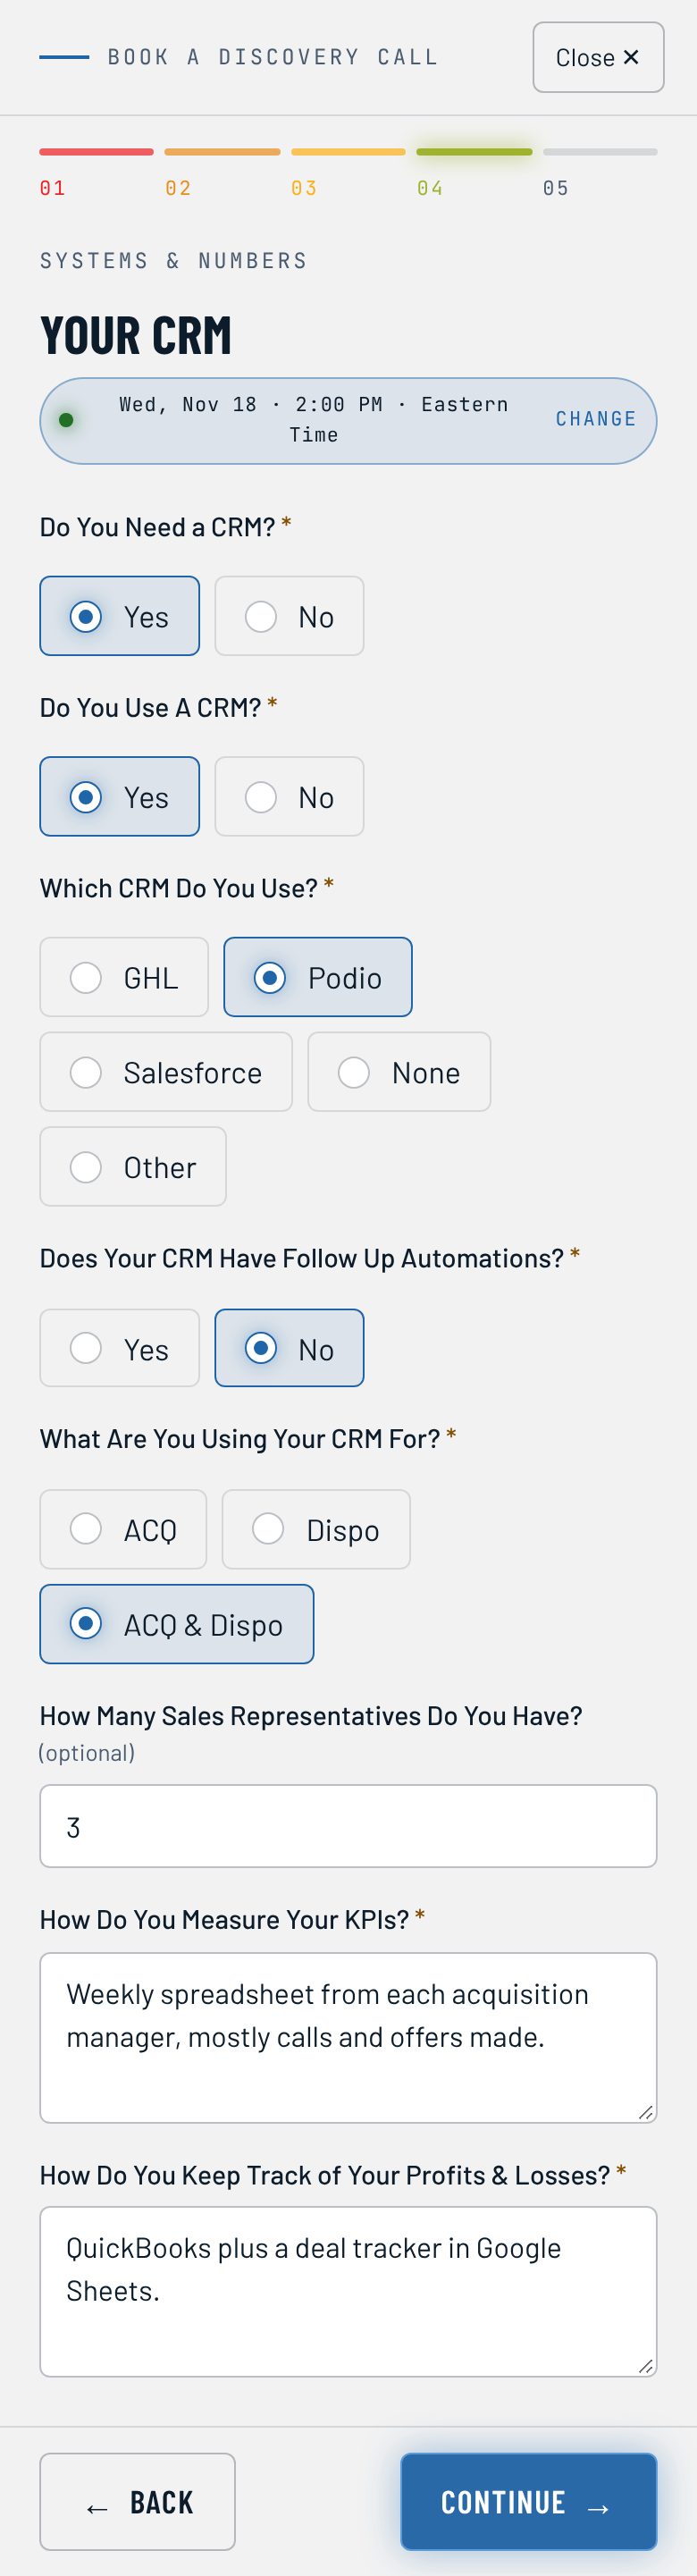 BOOK A DISCOVERY CALL
Close ✕
01 02 03 04 05
SYSTEMS & NUMBERS
YOUR CRM
Wed, Nov 18 · 2:00 PM · Eastern
Time
CHANGE
Do You Need a CRM? *
Yes No
Do You Use A CRM? *
Yes No
Which CRM Do You Use? *
GHL Podio
Salesforce None
Other
Does Your CRM Have Follow Up Automations? *
Yes No
What Are You Using Your CRM For? *
ACQ Dispo
ACQ & Dispo
How Many Sales Representatives Do You Have?
(optional)
3
How Do You Measure Your KPIs? *
Weekly spreadsheet from each acquisition
manager, mostly calls and offers made.
How Do You Keep Track of Your Profits & Losses? *
QuickBooks plus a deal tracker in Google
Sheets.
← BACK CONTINUE →